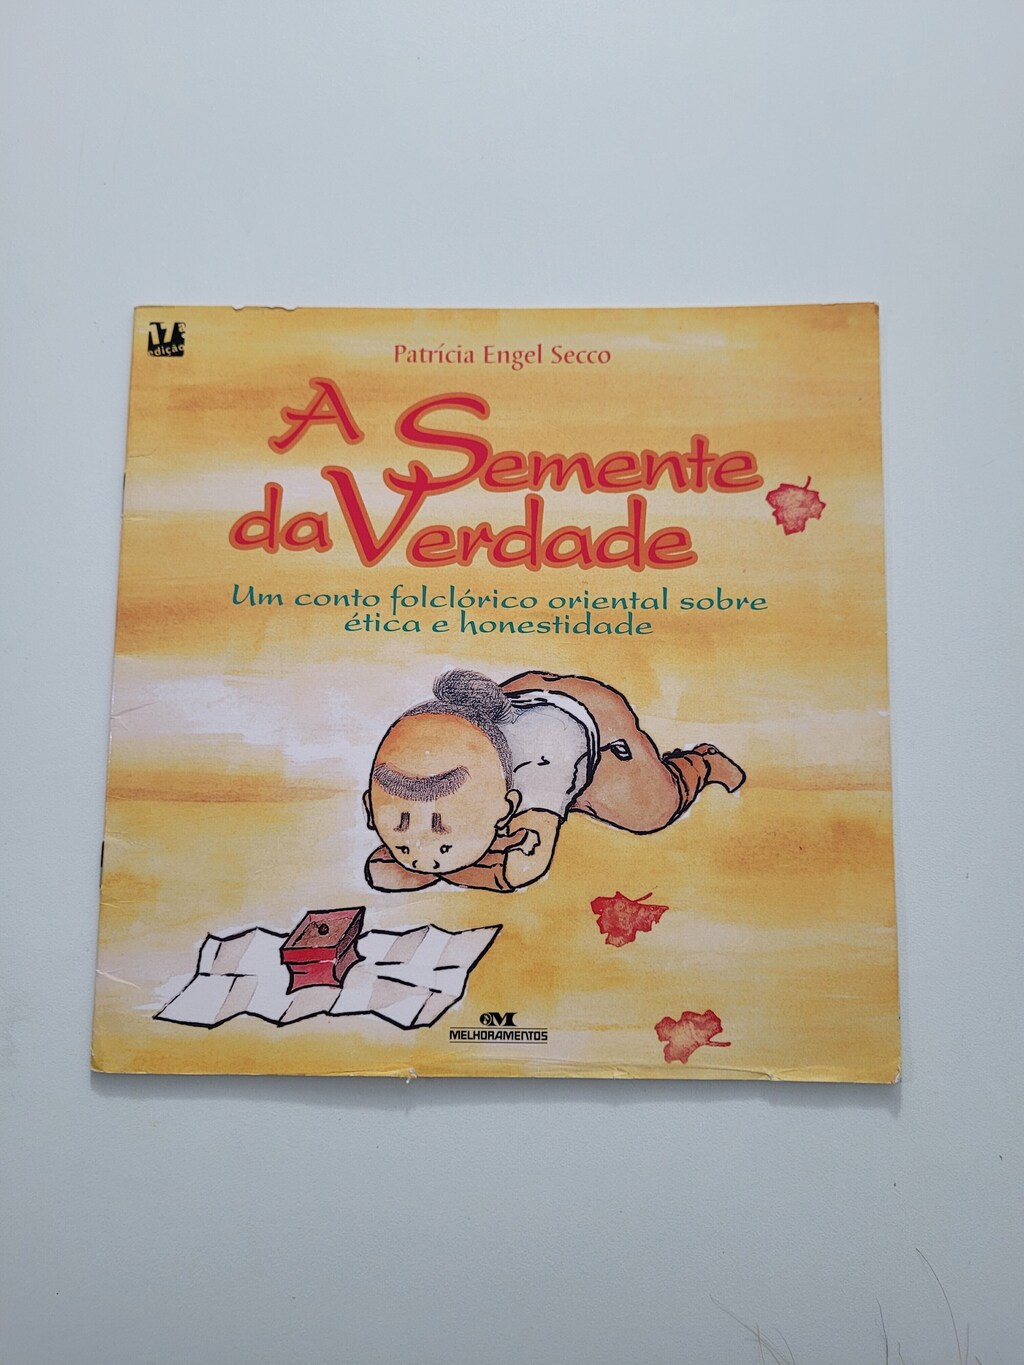 17ª
edição
Patrícia Engel Secco
A Semente
da Verdade
Um conto folclórico oriental sobre
ética e honestidade
MELHORAMENTOS